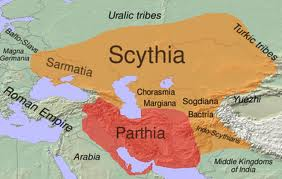 Uralic tribes
Balto-Slavs
Magna
Germania
Scythia
Turkic tribes
Sarmatia
Chorasmia
Margiana
Sogdiana
Yuezhi
Bactria
Roman Empire
Parthia
Indo-Scythians
Arabia
Middle Kingdoms
of India